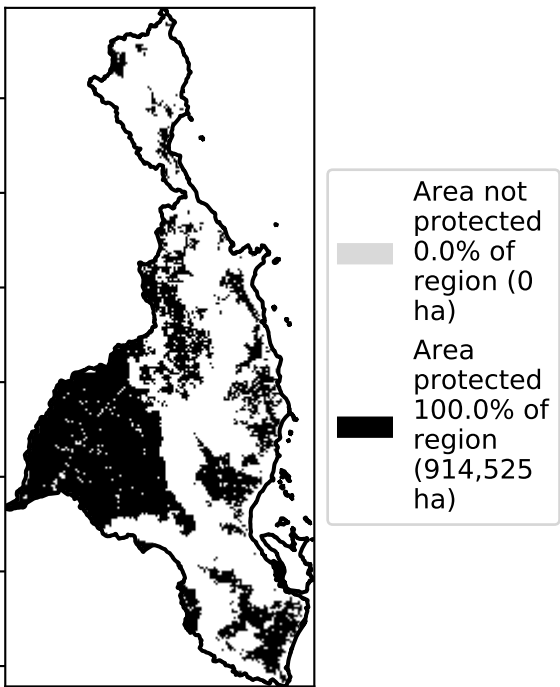 Area not
protected
0.0% of
region (0
ha)
Area
protected
100.0% of
region
(914,525
ha)